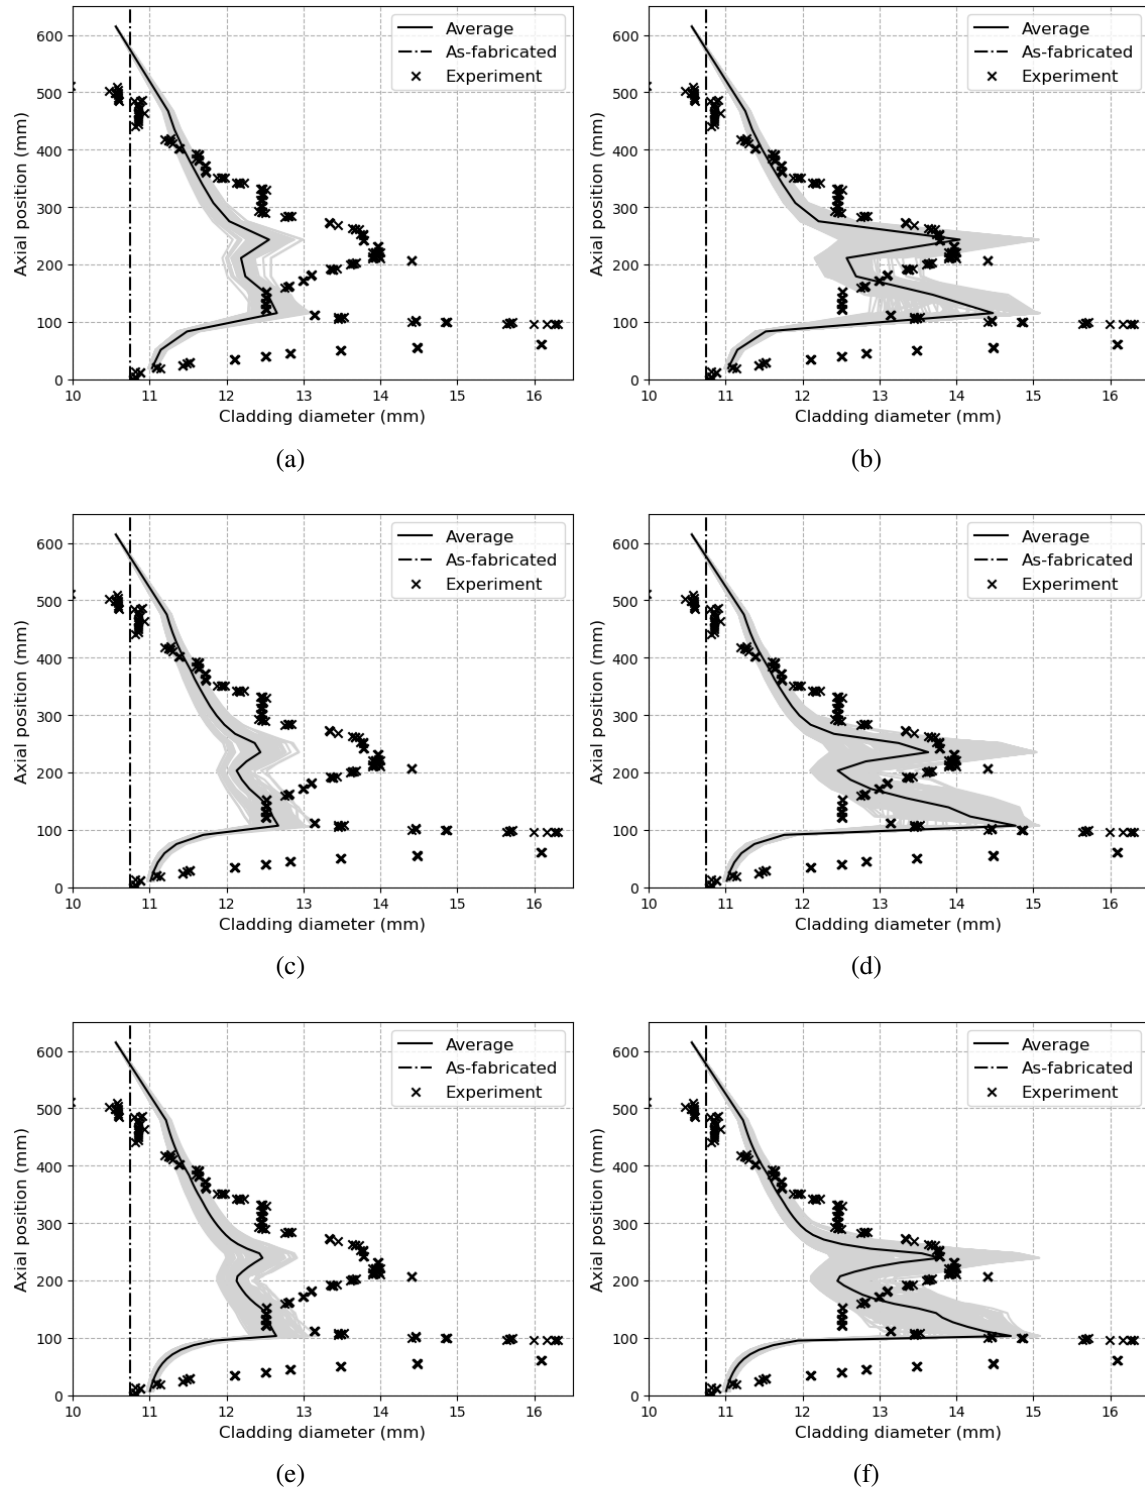 600
500
400
300
200
100
0
Axial position (mm)
10 11 12 13 14 15 16
Cladding diameter (mm)
Average
As-fabricated
Experiment
(a)
600
500
400
300
200
100
0
Axial position (mm)
10 11 12 13 14 15 16
Cladding diameter (mm)
Average
As-fabricated
Experiment
(b)
600
500
400
300
200
100
0
Axial position (mm)
10 11 12 13 14 15 16
Cladding diameter (mm)
Average
As-fabricated
Experiment
(c)
600
500
400
300
200
100
0
Axial position (mm)
10 11 12 13 14 15 16
Cladding diameter (mm)
Average
As-fabricated
Experiment
(d)
600
500
400
300
200
100
0
Axial position (mm)
10 11 12 13 14 15 16
Cladding diameter (mm)
Average
As-fabricated
Experiment
(e)
600
500
400
300
200
100
0
Axial position (mm)
10 11 12 13 14 15 16
Cladding diameter (mm)
Average
As-fabricated
Experiment
(f)